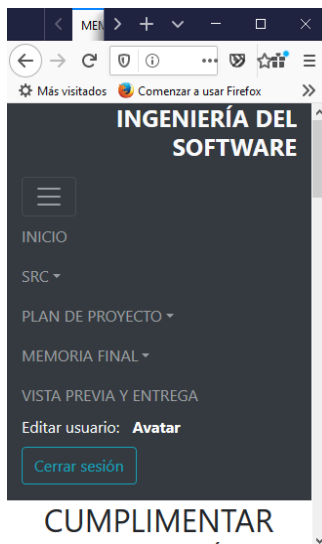 MEM
Más visitados Comenzar a usar Firefox
INGENIERÍA DEL
SOFTWARE
INICIO
SRC
PLAN DE PROYECTO
MEMORIA FINAL
VISTA PREVIA Y ENTREGA
Editar usuario: Avatar
Cerrar sesión
CUMPLIMENTAR